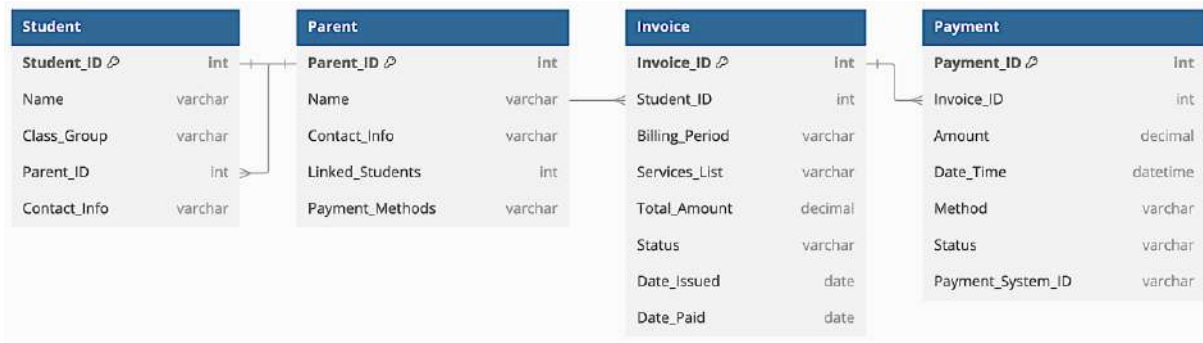 Student
Student_ID int
Name varchar
Class_Group varchar
Parent_ID int
Contact_Info varchar
Parent
Parent_ID int
Name varchar
Contact_Info varchar
Linked_Students int
Payment_Methods varchar
Invoice
Invoice_ID int
Student_ID int
Billing_Period varchar
Services_List varchar
Total_Amount decimal
Status varchar
Date_Issued date
Date_Paid date
Payment
Payment_ID int
Invoice_ID int
Amount decimal
Date_Time datetime
Method varchar
Status varchar
Payment_System_ID varchar